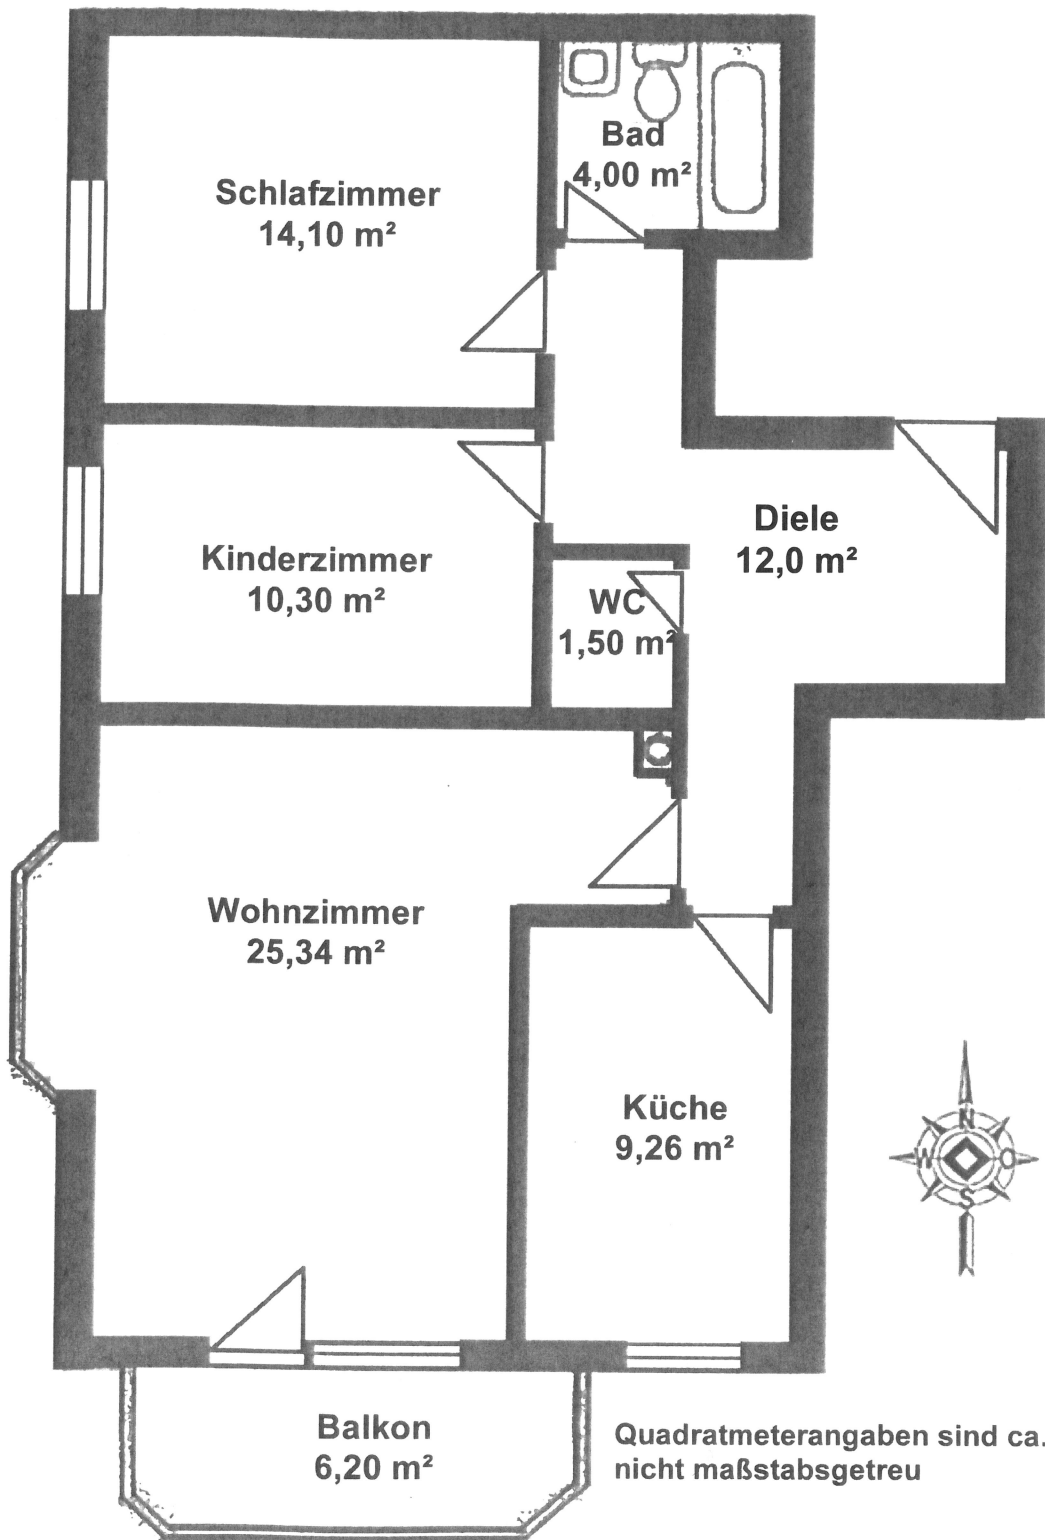 Bad
4,00 m²
Schlafzimmer
14,10 m²
Diele
12,0 m²
Kinderzimmer
10,30 m²
WC
1,50 m²
Wohnzimmer
25,34 m²
Küche
9,26 m²
N
W O
S
Balkon
6,20 m²
Quadratmeterangaben sind ca.
nicht maßstabsgetreu